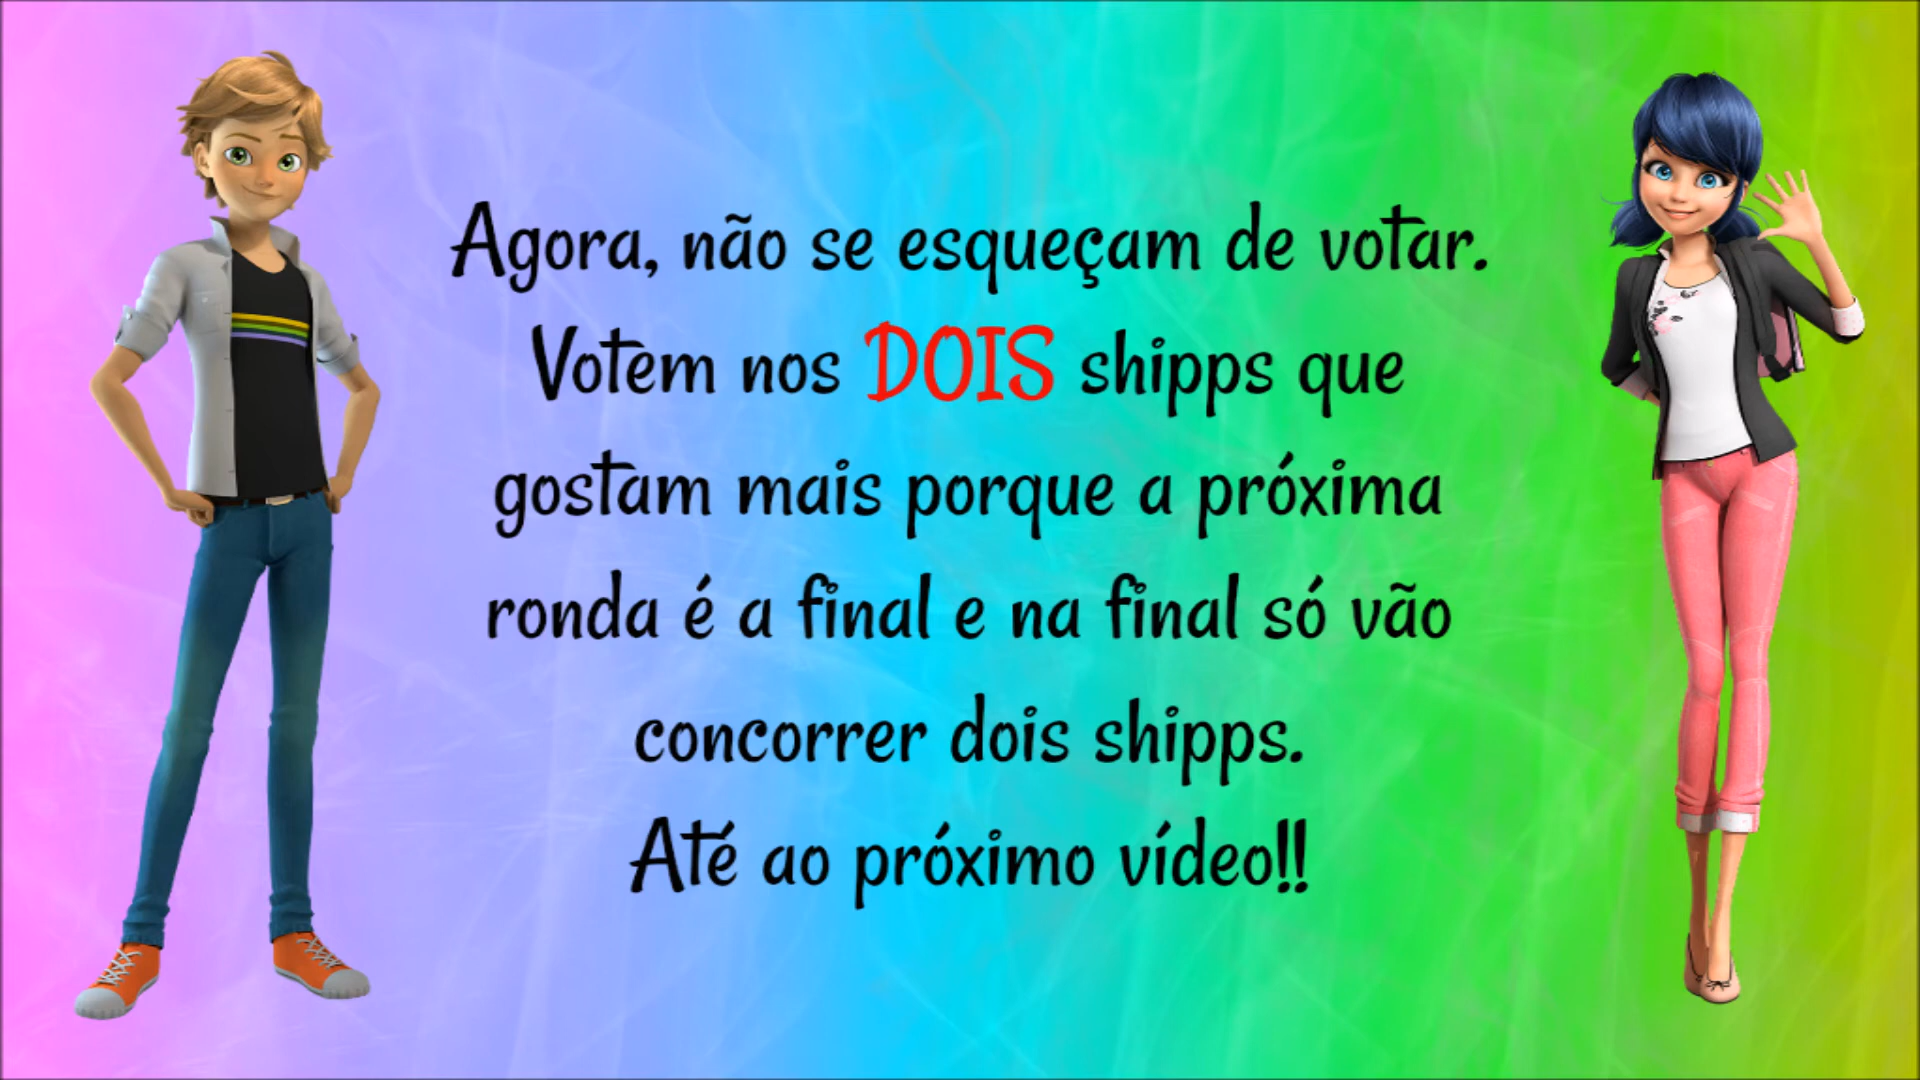 Agora, não se esqueçam de votar.
Votem nos DOIS shipps que
gostam mais porque a próxima
ronda é a final e na final só vão
concorrer dois shipps.
Até ao próximo vídeo!!